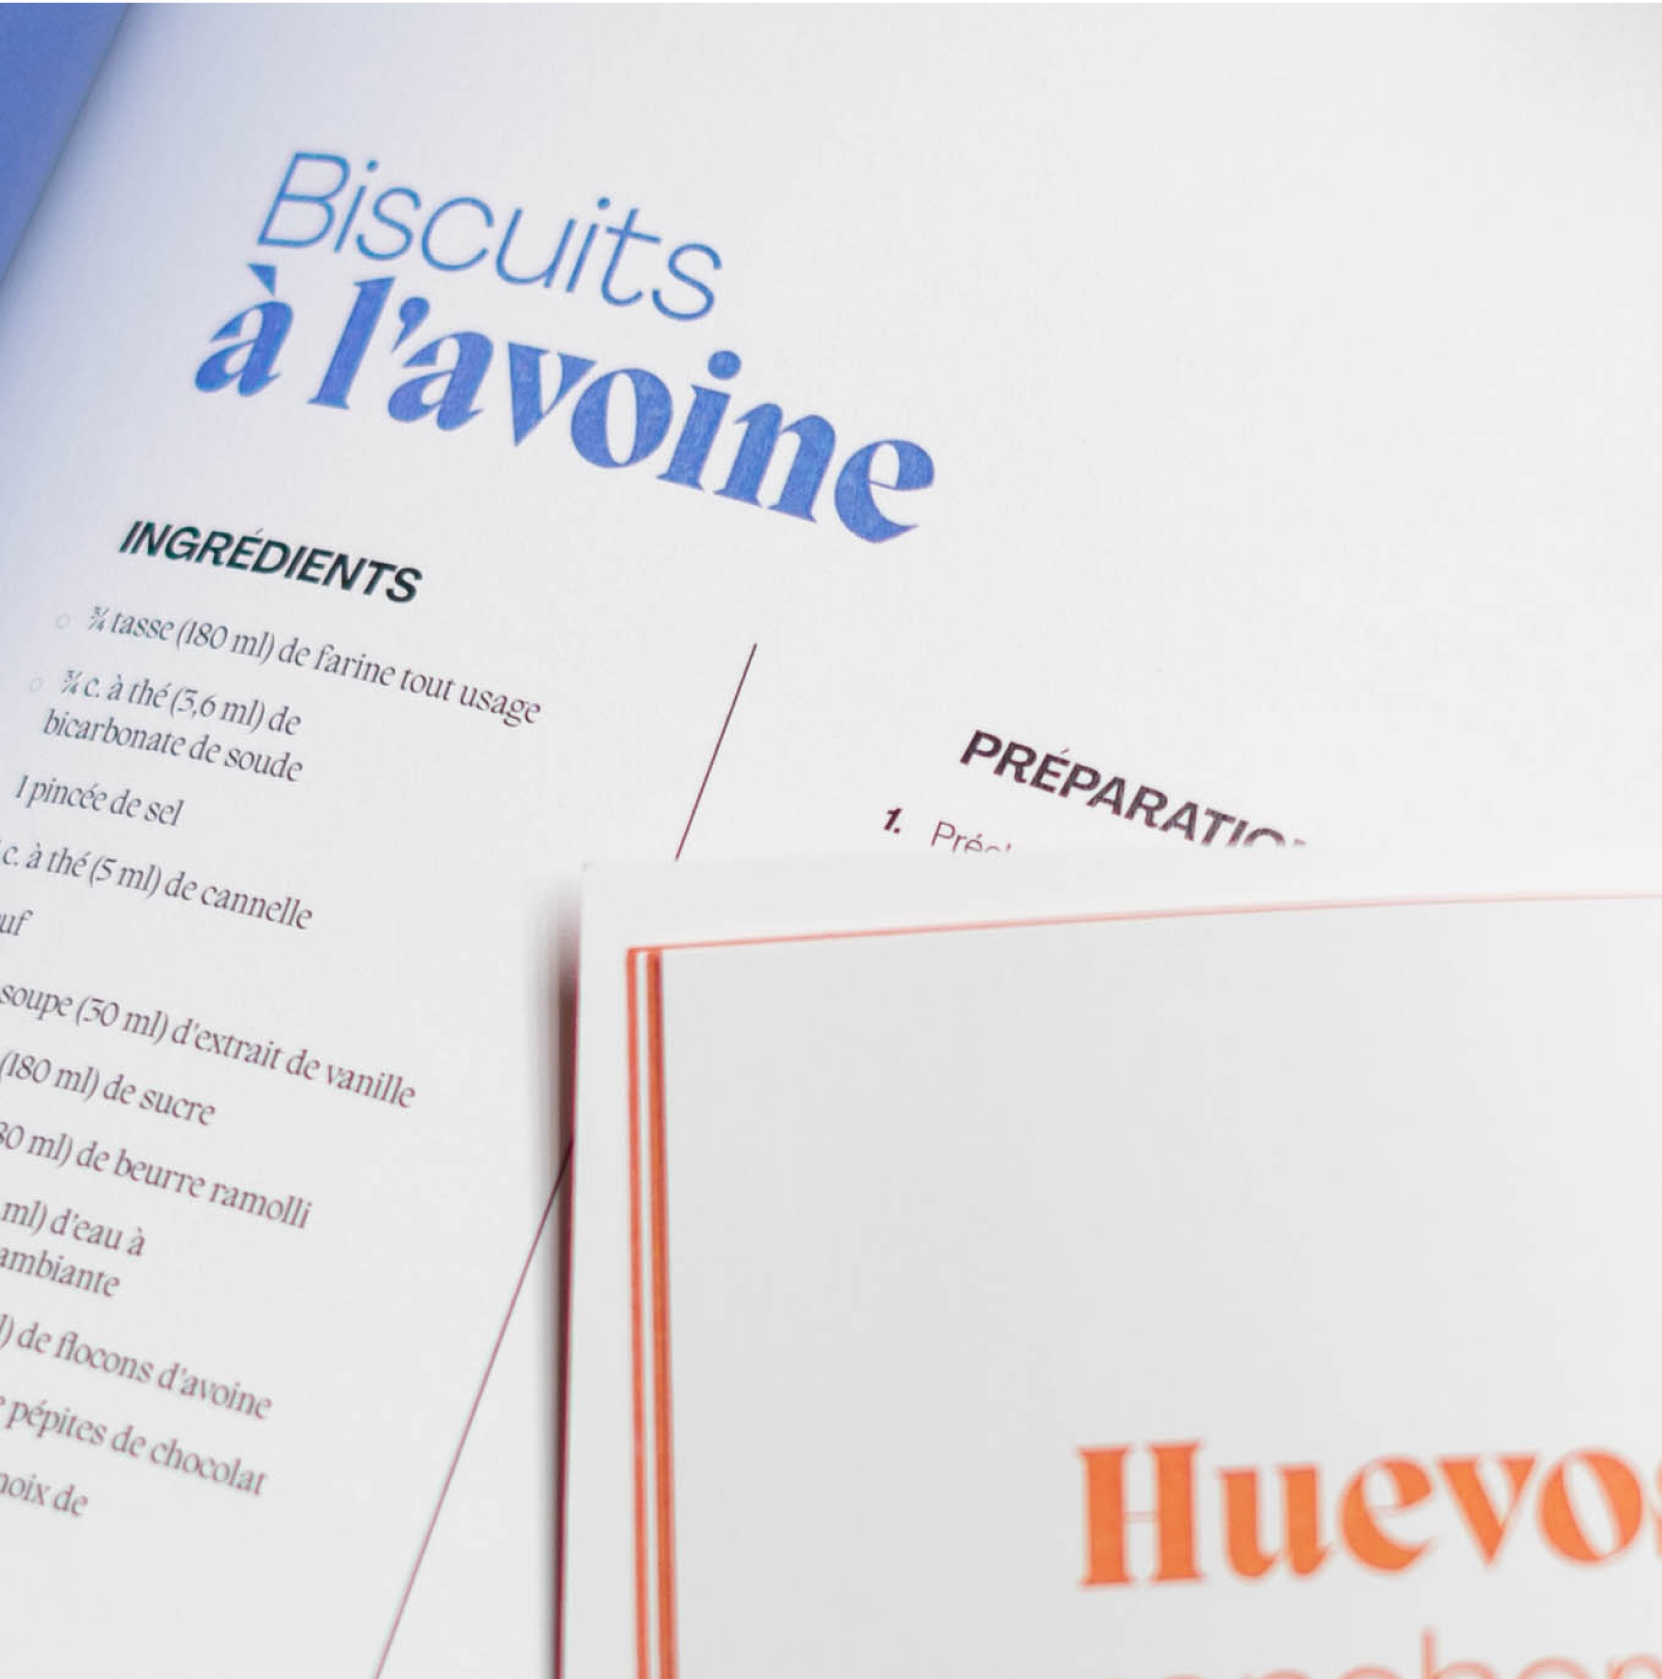 Biscuits
à l'avoine
INGRÉDIENTS
¾ tasse (180 ml) de farine tout usage
¾ c. à thé (3,6 ml) de
bicarbonate de soude
1 pincée de sel
c. à thé (5 ml) de cannelle
soupe (30 ml) d'extrait de vanille
(180 ml) de sucre
ml) de beurre ramolli
ml) d'eau à
ambiante
de flocons d'avoine
pépites de chocolat
noix de
PRÉPARATION
1.
Huevos